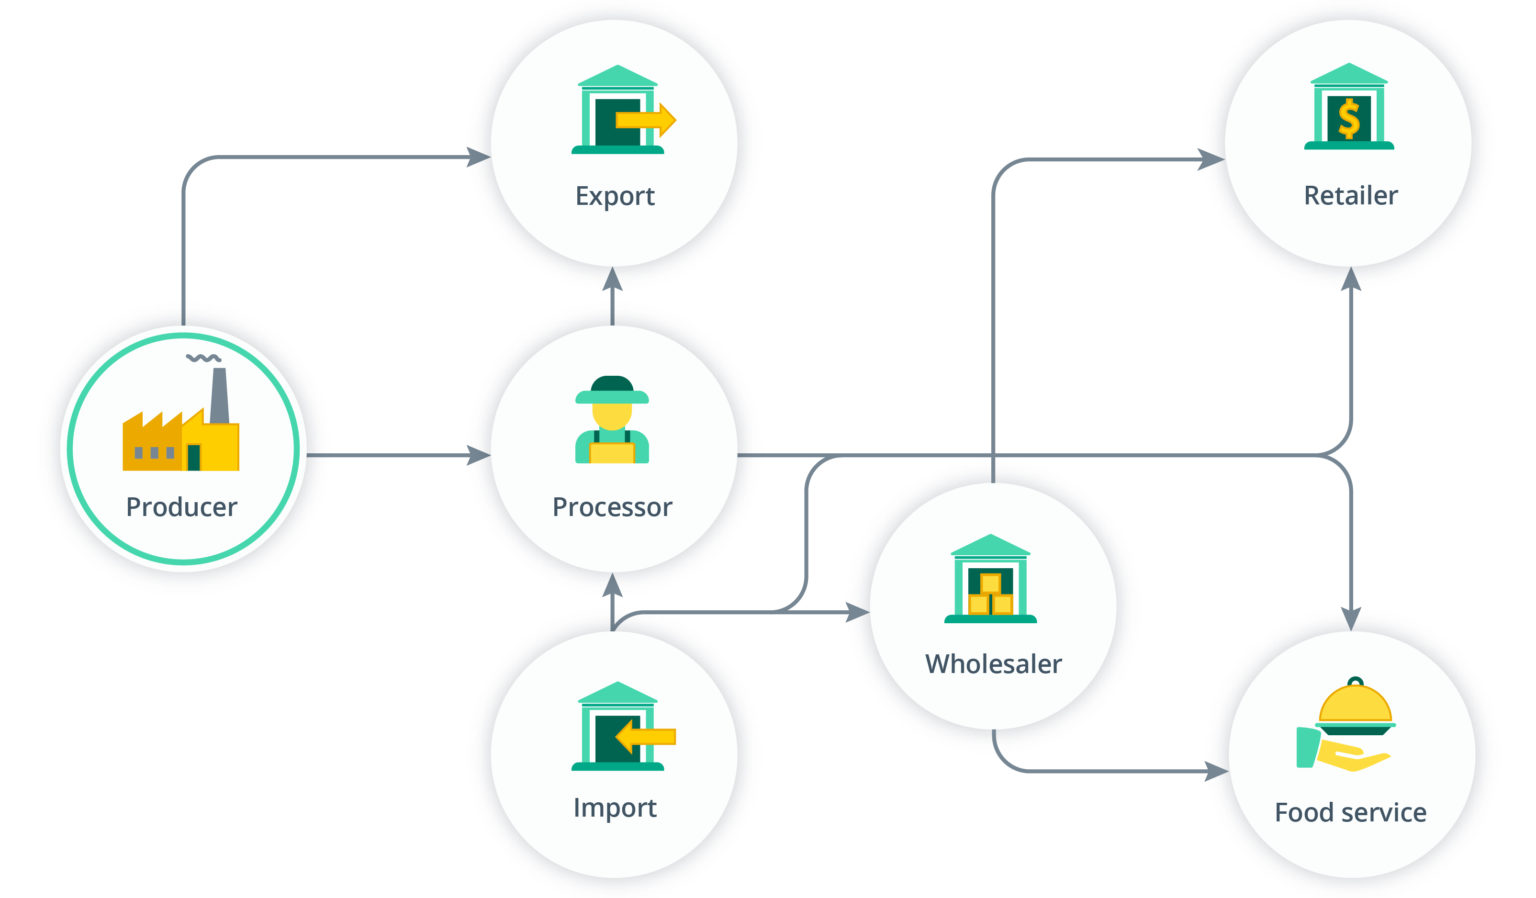 Export
Retailer
Producer
Processor
Wholesaler
Import
Food service